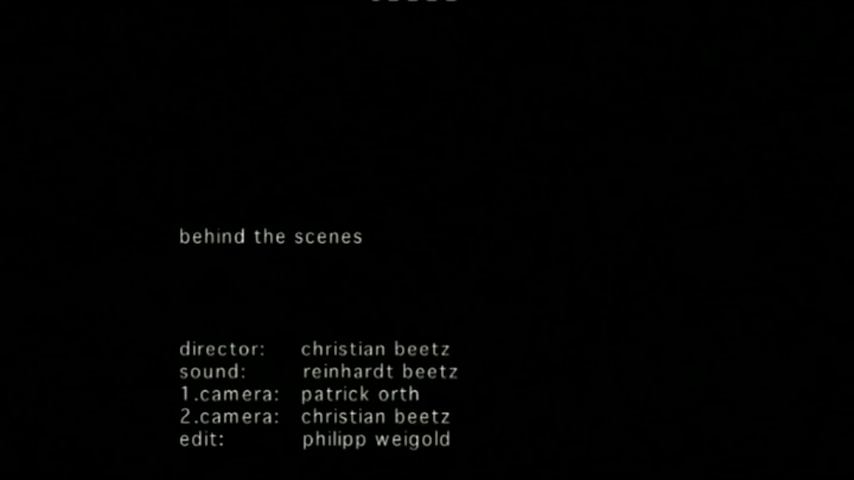 behind the scenes
director: christian beetz
sound: reinhardt beetz
1.camera: patrick orth
2.camera: christian beetz
edit: philipp weigold